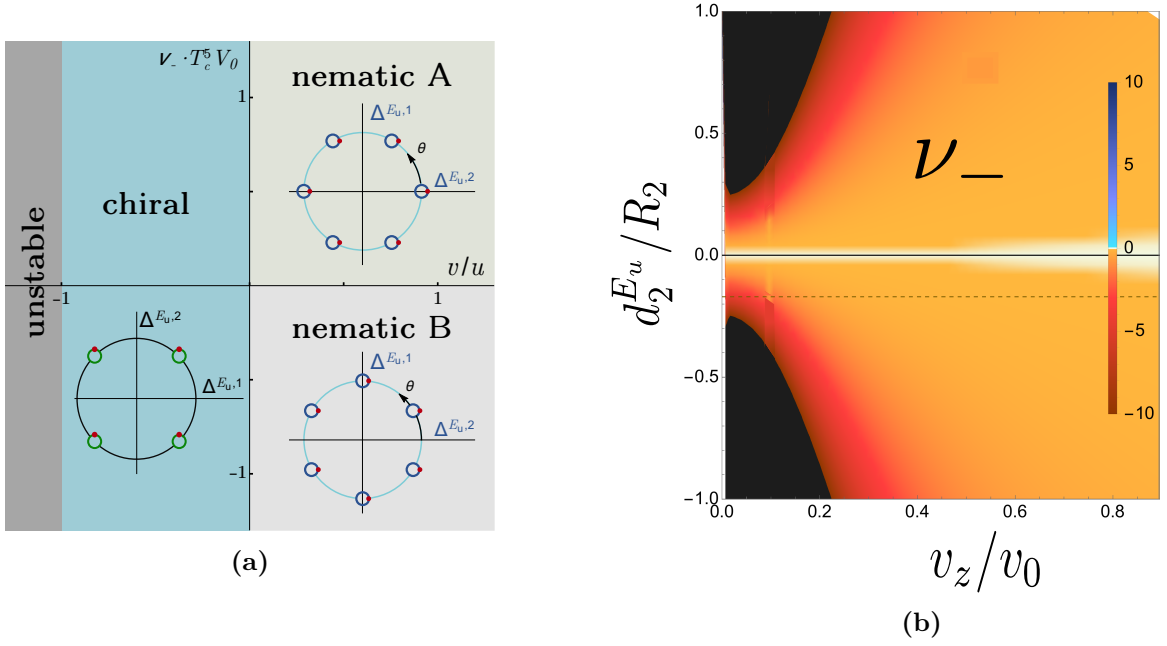 ν₋ · T_c^5 V_0
nematic A
1
Δ^{E_u,1}
θ
Δ^{E_u,2}
chiral
unstable
v/u
-1
1
nematic B
Δ^{E_u,2}
Δ^{E_u,1}
Δ^{E_u,1}
θ
Δ^{E_u,2}
-1
(a)
1.0
0.5
0.0
-0.5
-1.0
d_2^{E_u} / R_2
ν₋
10
5
0
-5
-10
0.0 0.2 0.4 0.6 0.8
v_z/v_0
(b)